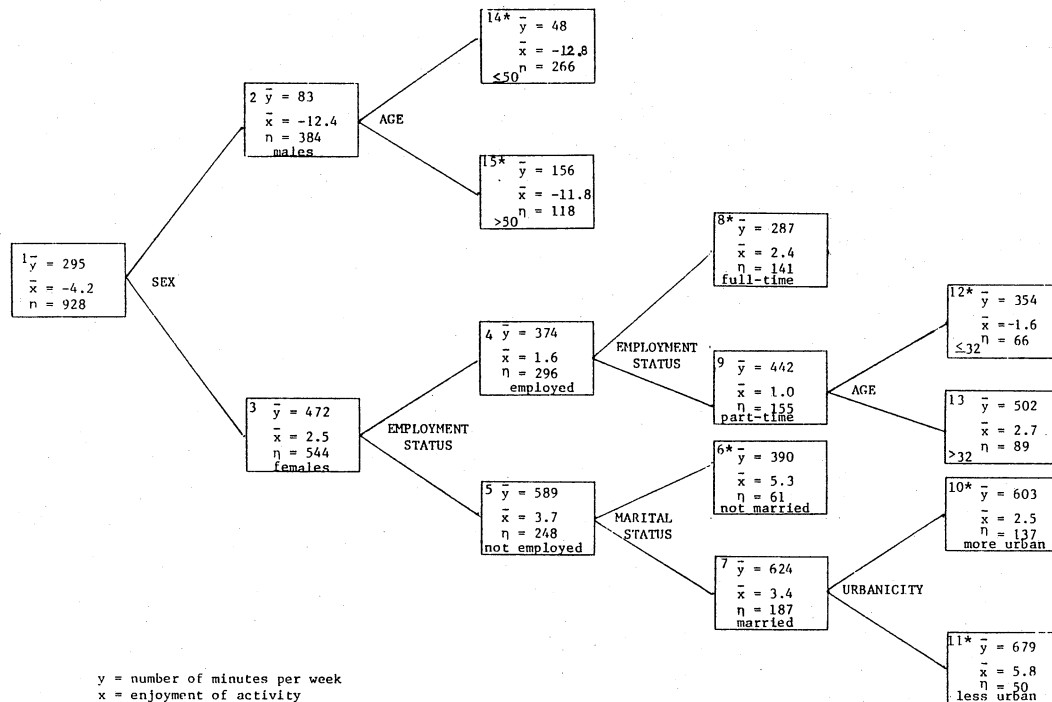 1 ȳ = 295
x̄ = -4.2
n = 928
SEX
2 ȳ = 83
x̄ = -12.4
n = 384
males
AGE
14* ȳ = 48
x̄ = -12.8
n = 266
≤50
15* ȳ = 156
x̄ = -11.8
η = 118
>50
3 ȳ = 472
x̄ = 2.5
η = 544
females
EMPLOYMENT
STATUS
4 ȳ = 374
x̄ = 1.6
η = 296
employed
EMPLOYMENT
STATUS
8* ȳ = 287
x̄ = 2.4
η = 141
full-time
9 ȳ = 442
x̄ = 1.0
η = 155
part-time
AGE
12* ȳ = 354
x̄ = -1.6
η = 66
≤32
13 ȳ = 502
x̄ = 2.7
η = 89
>32
5 ȳ = 589
x̄ = 3.7
η = 248
not employed
MARITAL
STATUS
6* ȳ = 390
x̄ = 5.3
η = 61
not married
7 ȳ = 624
x̄ = 3.4
η = 187
married
URBANICITY
10* ȳ = 603
x̄ = 2.5
η = 137
more urban
11* ȳ = 679
x̄ = 5.8
η = 50
less urban
y = number of minutes per week
x = enjoyment of activity